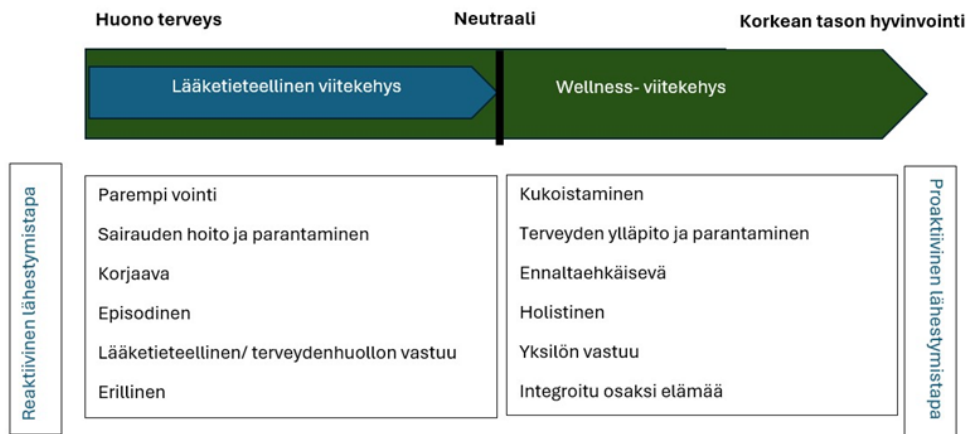 Huono terveys
Neutraali
Korkean tason hyvinvointi
Lääketieteellinen viitekehys
Wellness- viitekehys
Reaktiivinen lähestymistapa
Parempi vointi
Sairauden hoito ja parantaminen
Korjaava
Episodinen
Lääketieteellinen/ terveydenhuollon vastuu
Erillinen
Kukoistaminen
Terveyden ylläpito ja parantaminen
Ennaltaehkäisevä
Holistinen
Yksilön vastuu
Integroitu osaksi elämää
Proaktiivinen lähestymistapa